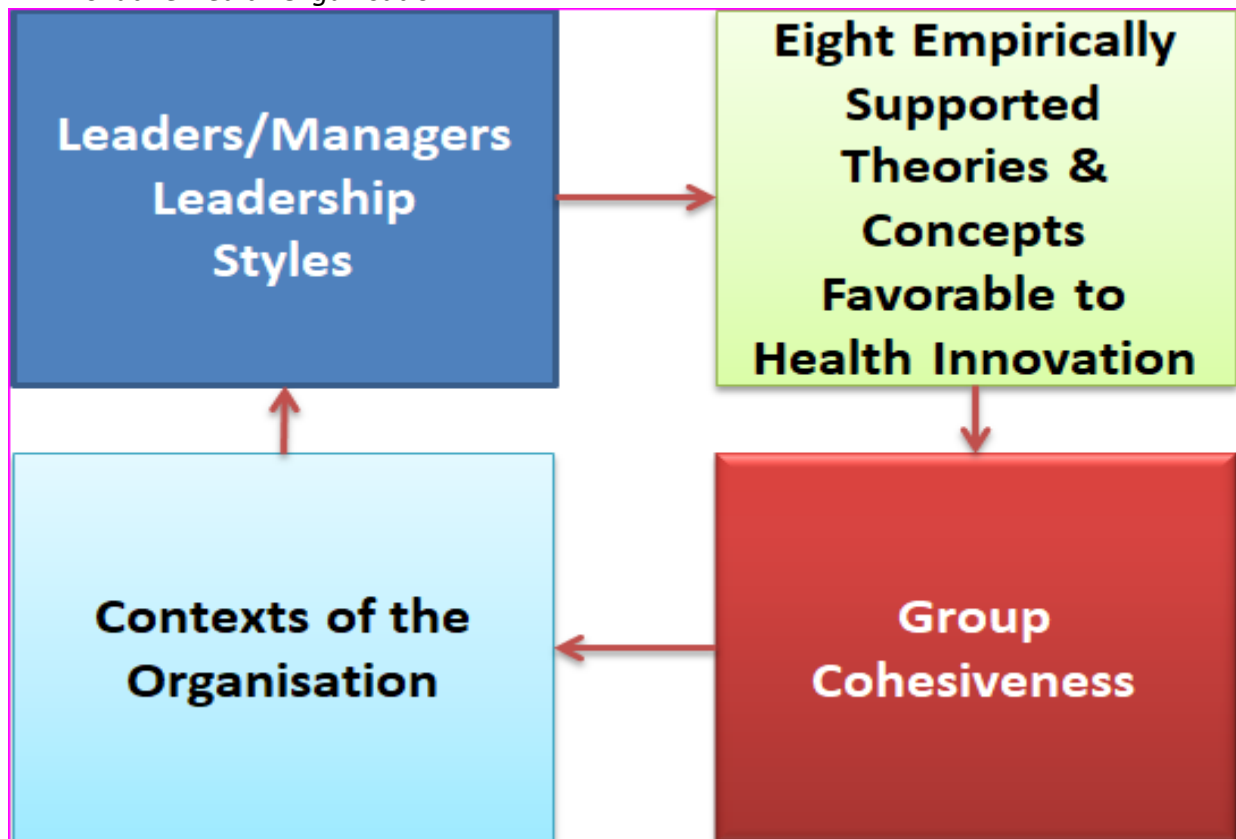 Leaders/Managers
Leadership
Styles
Eight Empirically
Supported
Theories &
Concepts
Favorable to
Health Innovation
Contexts of the
Organisation
Group
Cohesiveness